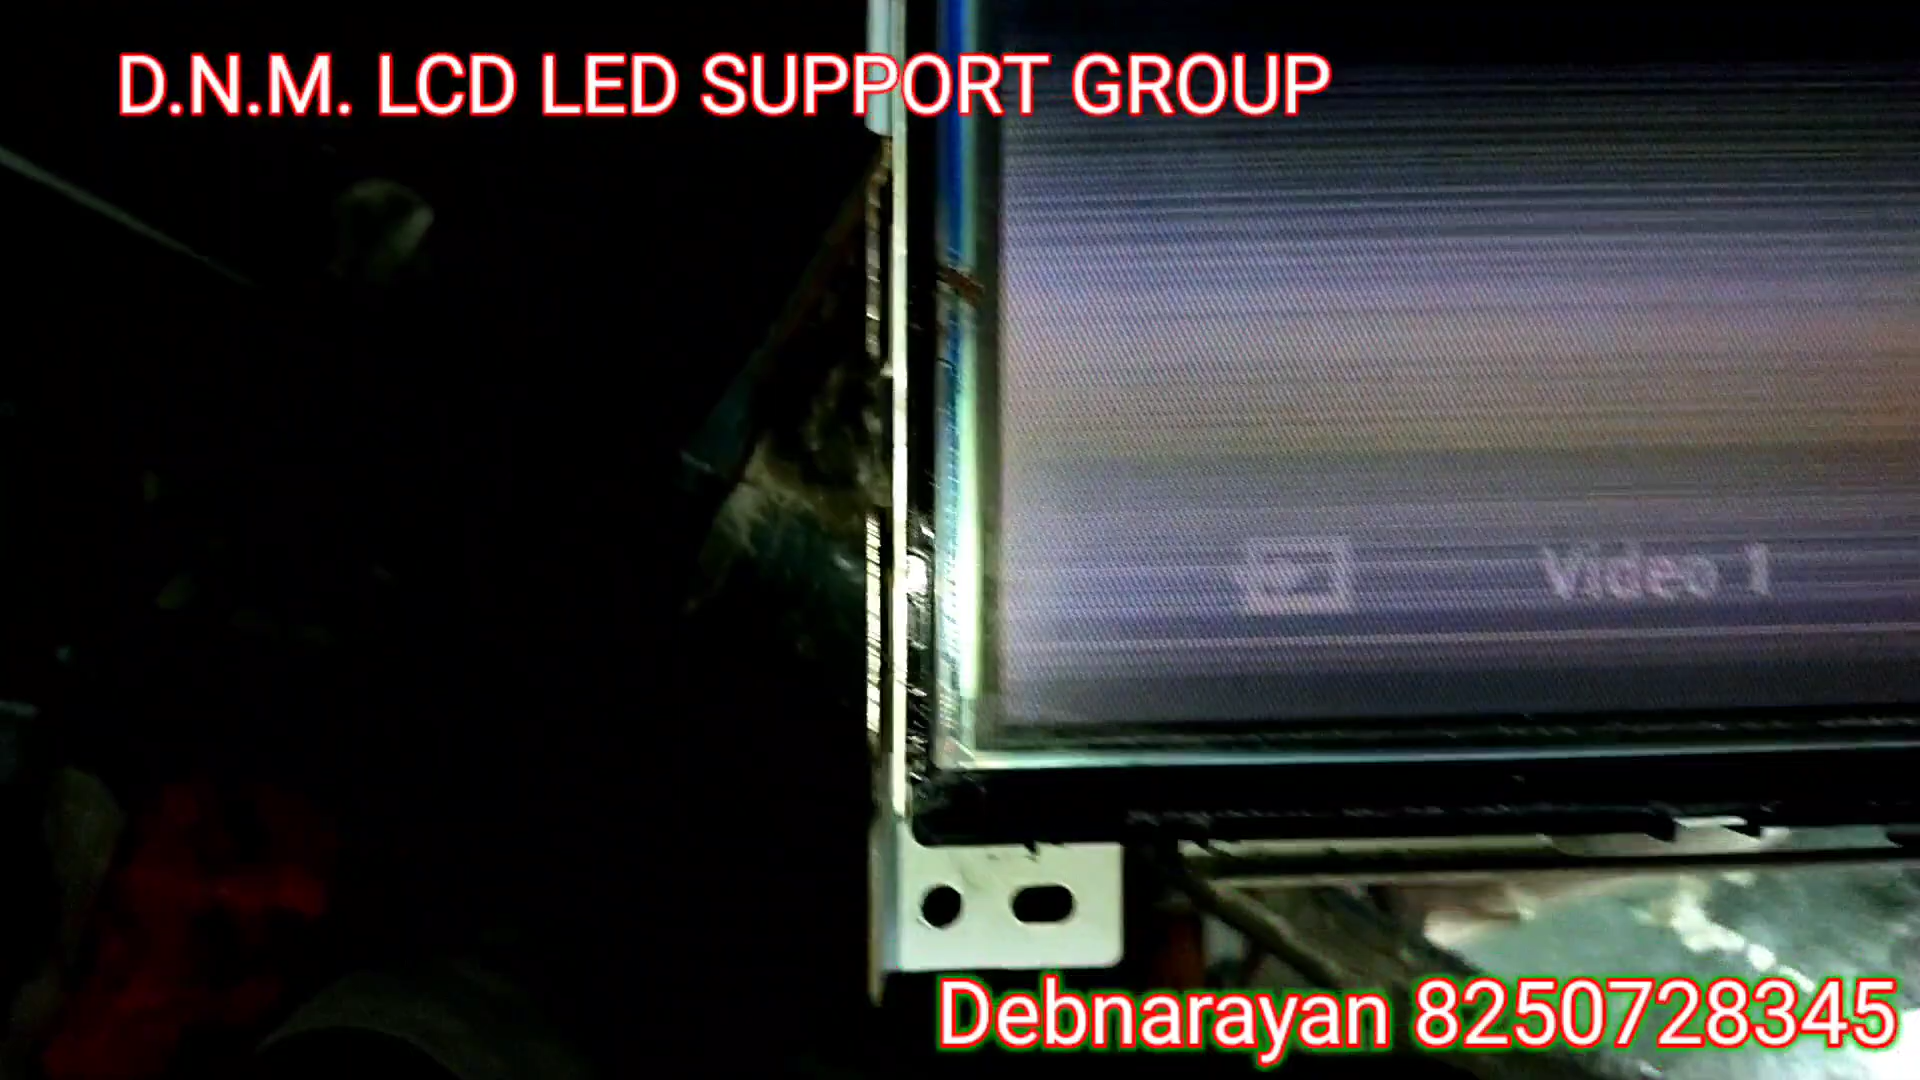 D.N.M. LCD LED SUPPORT GROUP
Video 1
Debnarayan 8250728345